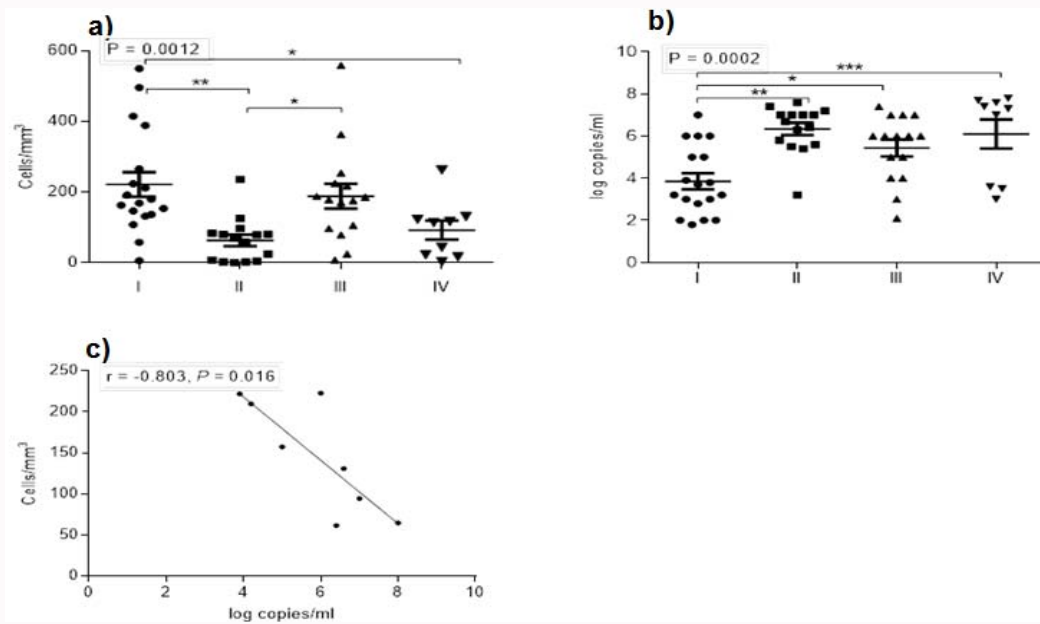 a)
P = 0.0012
*
**
*
600
400
200
0
Cells/mm³
I II III IV
b)
P = 0.0002
***
*
**
10
8
6
4
2
0
log copies/ml
I II III IV
c)
r = -0.803, P = 0.016
250
200
150
100
50
0
Cells/mm³
0 2 4 6 8 10
log copies/ml